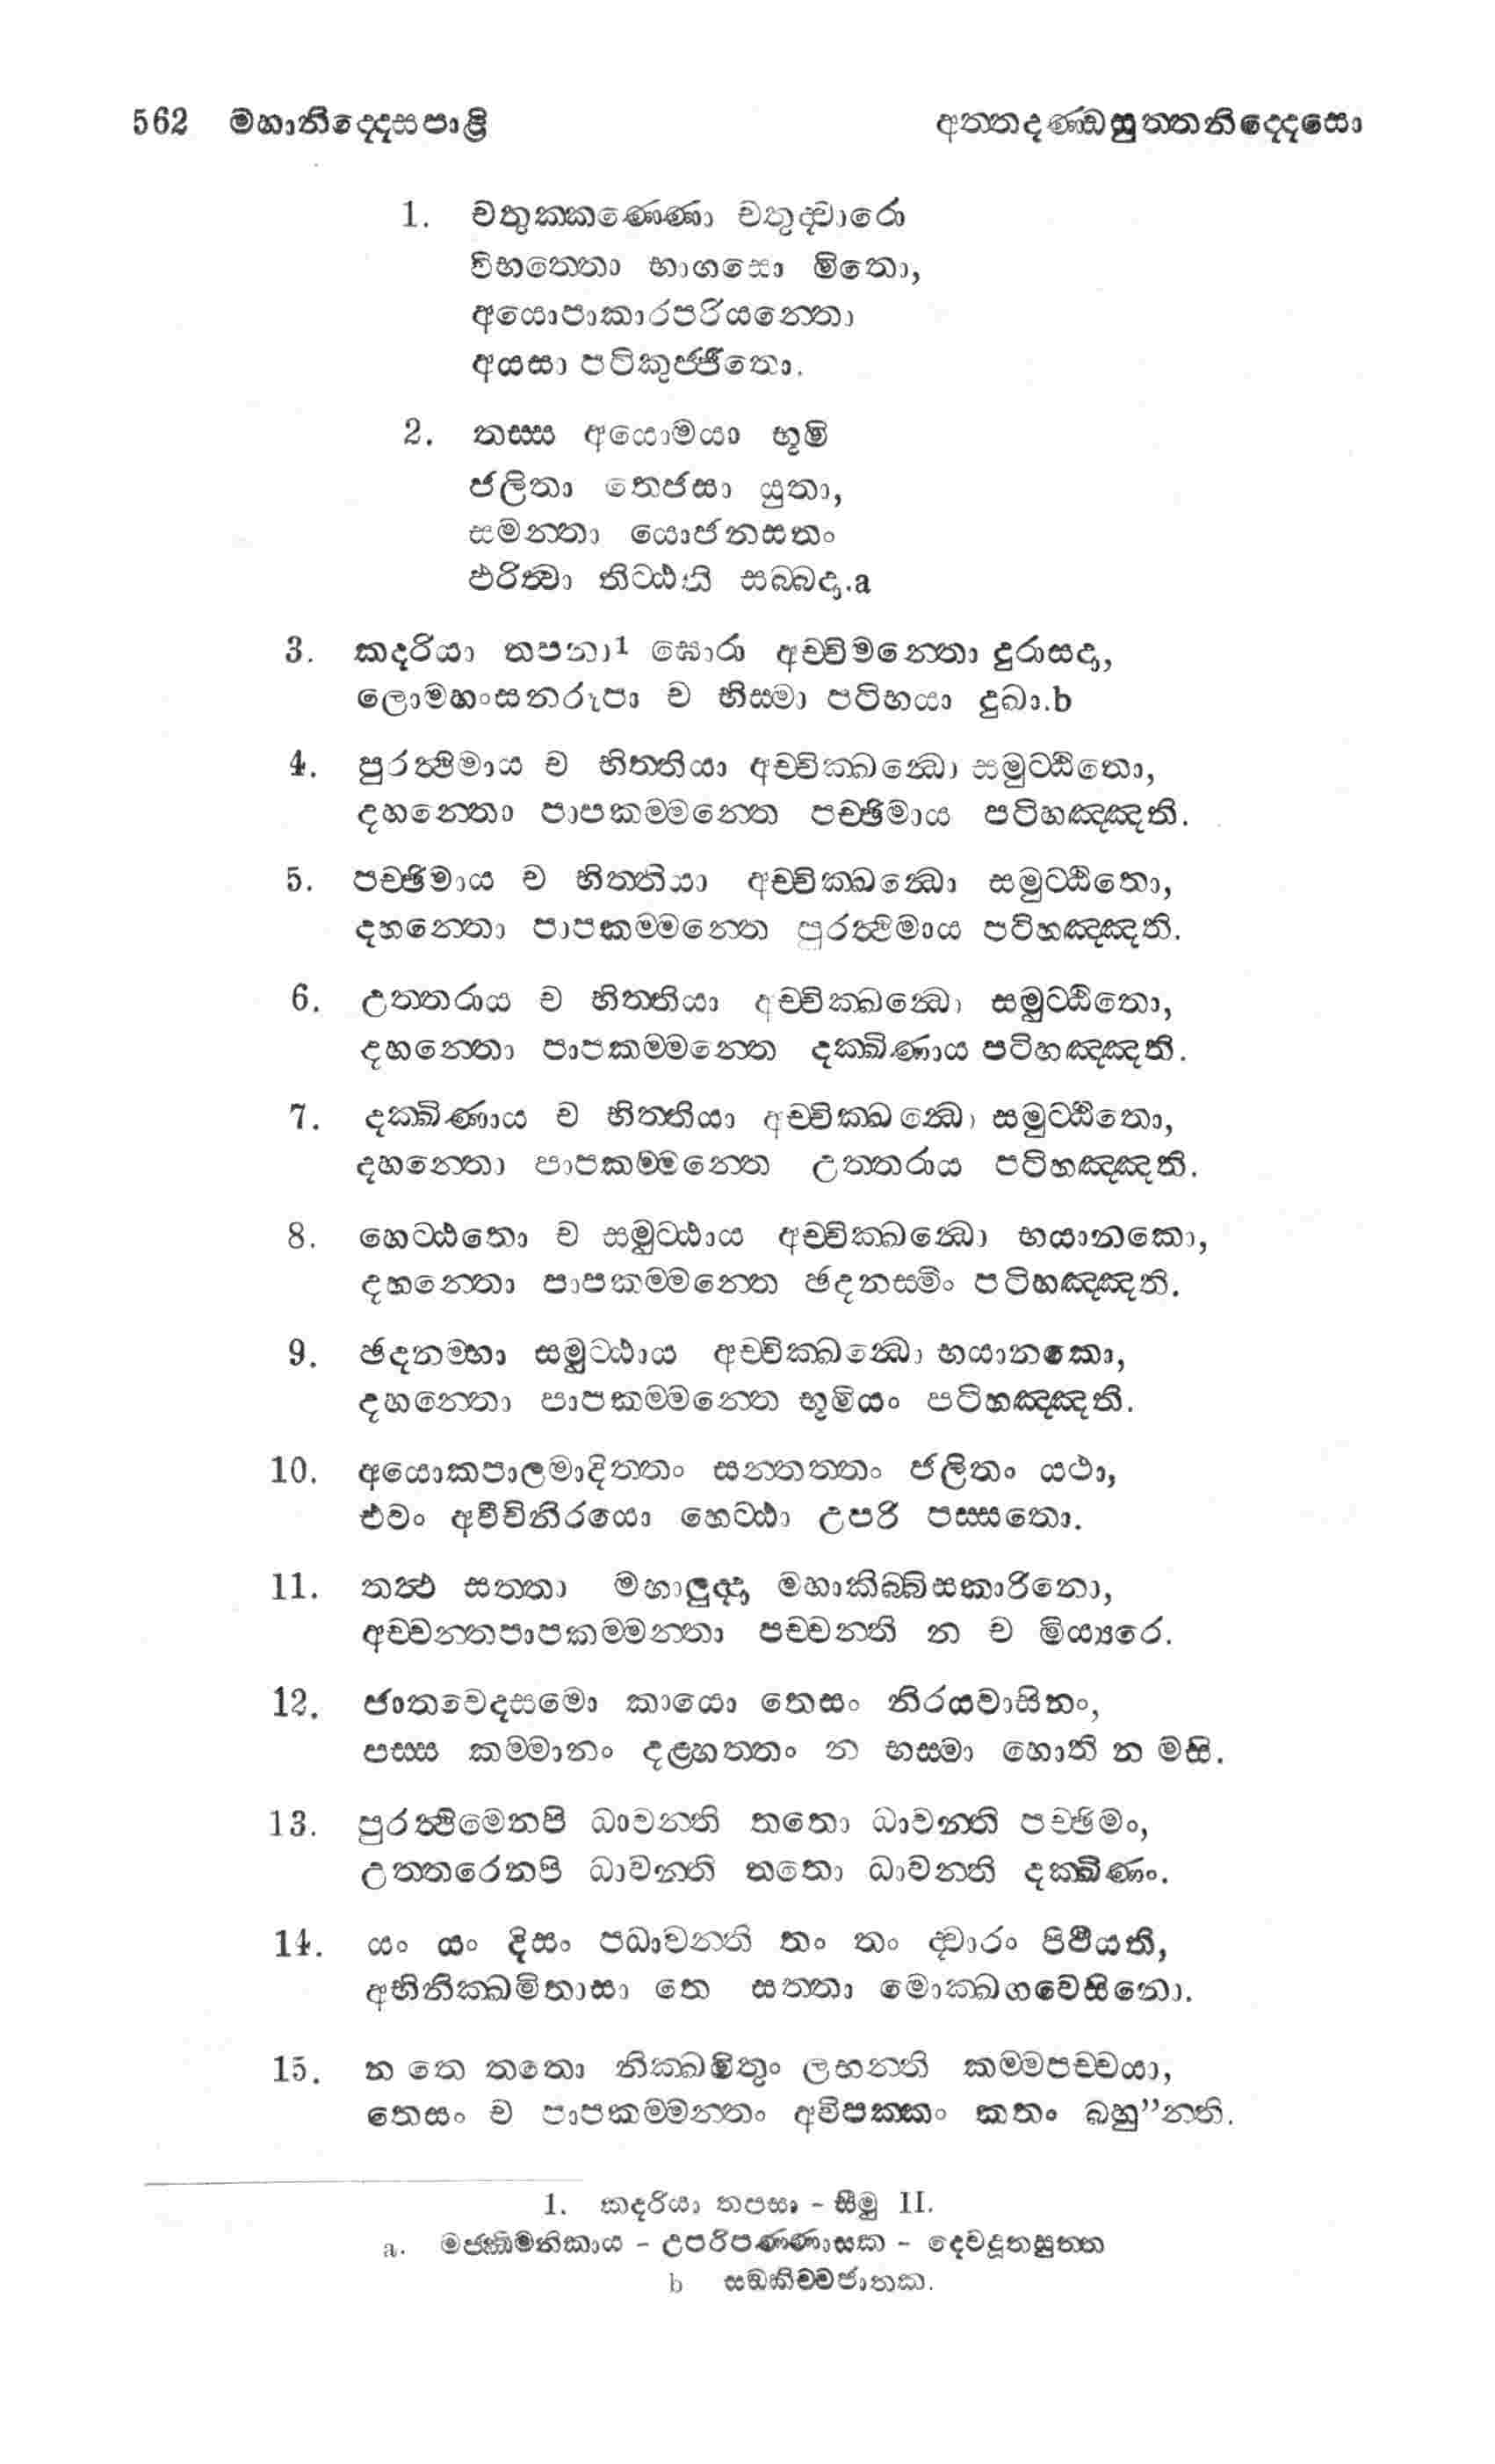 562 මහානිද්දෙසපාළි අත්තදණ්ඩසුත්තනිද්දෙසො
1. චතුක්කණ්ණො චතුද්වාරො
විභත්තො භාගසො මිතො,
අයොපාකාරපරියන්තො
අයසා පටිකුජ්ජිතො.
2. තස්ස අයොමයා භූමි
ජලිතා තෙජසා යුතා,
සමන්තා යොජනසතං
ඵරිත්වා තිට්ඨති සබ්බදා.a
3. කදරියා තපනා1 ඝොරා අච්චිමන්තො දුරාසදා,
ලොමහංසනරූපා ච භිස්මා පටිභයා දුඛා.b
4. පුරත්ථිමාය ච භිත්තියා අච්චික්ඛන්ධො සමුට්ඨිතො,
දහන්තො පාපකම්මන්තෙ පච්ඡිමාය පටිහඤ්ඤති.
5. පච්ඡිමාය ච භිත්තියා අච්චික්ඛන්ධො සමුට්ඨිතො,
දහන්තො පාපකම්මන්තෙ පුරත්ථිමාය පටිහඤ්ඤති.
6. උත්තරාය ච භිත්තියා අච්චික්ඛන්ධො සමුට්ඨිතො,
දහන්තො පාපකම්මන්තෙ දක්ඛිණාය පටිහඤ්ඤති.
7. දක්ඛිණාය ච භිත්තියා අච්චික්ඛන්ධො සමුට්ඨිතො,
දහන්තො පාපකම්මන්තෙ උත්තරාය පටිහඤ්ඤති.
8. හෙට්ඨතො ච සමුට්ඨාය අච්චික්ඛන්ධො භයානකො,
දහන්තො පාපකම්මන්තෙ ඡදනස්මිං පටිහඤ්ඤති.
9. ඡදනම්හා සමුට්ඨාය අච්චික්ඛන්ධො භයානකො,
දහන්තො පාපකම්මන්තෙ භූමියං පටිහඤ්ඤති.
10. අයොකපාලමාදිත්තං සන්තත්තං ජලිතං යථා,
එවං අවීචිනිරයො හෙට්ඨා උපරි පස්සතො.
11. තත්ථ සත්තා මහාලුද්දා මහාකිබ්බිසකාරිනො,
අච්චන්තපාපකම්මන්තා පච්චන්ති න ච මිය්‍යරෙ.
12. ජාතවෙදසමො කායො තෙසං නිරයවාසිනං,
පස්ස කම්මානං දළහත්තං න භස්මා හොති න මසි.
13. පුරත්ථිමෙනපි ධාවන්ති තතො ධාවන්ති පච්ඡිමං,
උත්තරෙනපි ධාවන්ති තතො ධාවන්ති දක්ඛිණං.
14. යං යං දිසං පධාවන්ති තං තං ද්වාරං පිථීයති,
අභිනික්ඛමිතාසා තෙ සත්තා මොක්ඛගවෙසිනො.
15. න තෙ තතො නික්ඛමිතුං ලභන්ති කම්මපච්චයා,
තෙසං ච පාපකම්මන්තං අවිපක්කං කතං බහු”න්ති.
1. කදරියා තපසා - සීමු II.
a. මජ්ඣිමනිකාය - උපරිපණ්ණාසක - දෙවදූතසුත්ත
b සඞ්කිච්චජාතක.